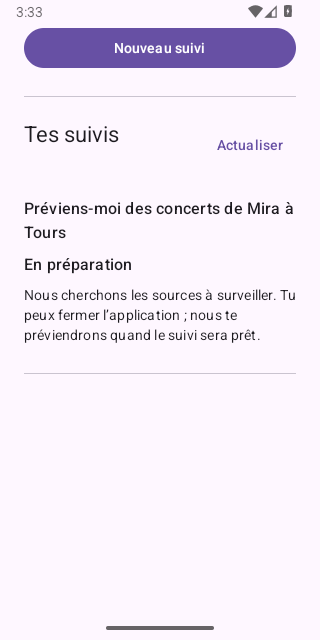 3:33
Nouveau suivi
Tes suivis
Actualiser
Préviens-moi des concerts de Mira à
Tours
En préparation
Nous cherchons les sources à surveiller. Tu
peux fermer l’application ; nous te
préviendrons quand le suivi sera prêt.